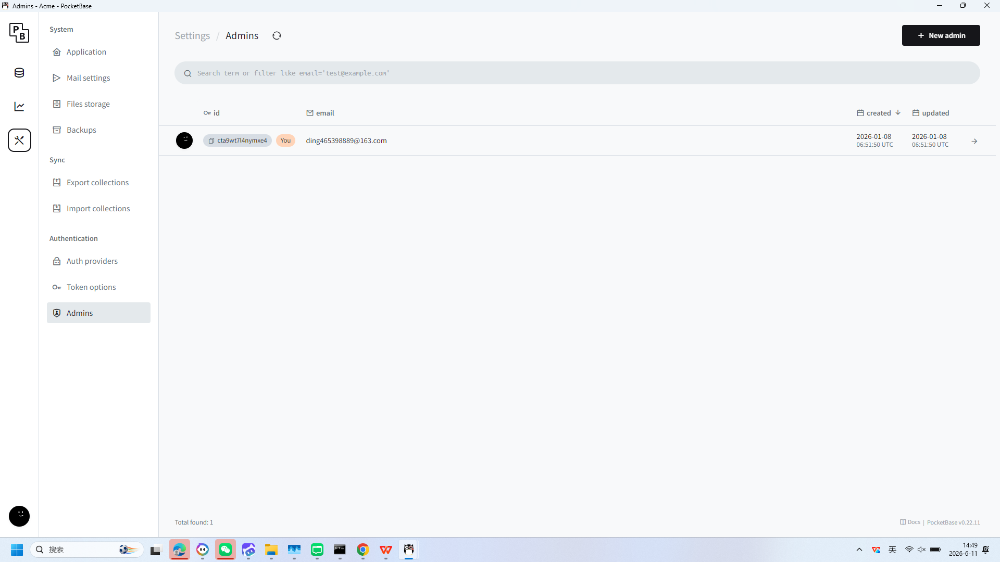 Admins - Acme - PocketBase
P
B
System
Application
Mail settings
Files storage
Backups
Sync
Export collections
Import collections
Authentication
Auth providers
Token options
Admins
Settings / Admins
New admin
Search term or filter like email='test@example.com'
id email created updated
cta9wt7l4nymxe4 You ding465398889@163.com 2026-01-08 2026-01-08
06:51:50 UTC 06:51:50 UTC
Total found: 1
Docs | PocketBase v0.22.11
搜索
英
14:49
2026-6-11